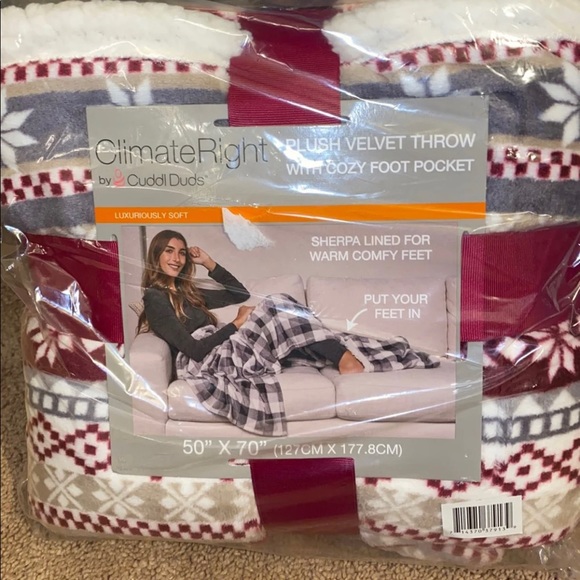 ClimateRight
by Cuddl Duds™
PLUSH VELVET THROW
WITH COZY FOOT POCKET
LUXURIOUSLY SOFT
SHERPA LINED FOR
WARM COMFY FEET
PUT YOUR
FEET IN
50" X 70" (127CM X 177.8CM)